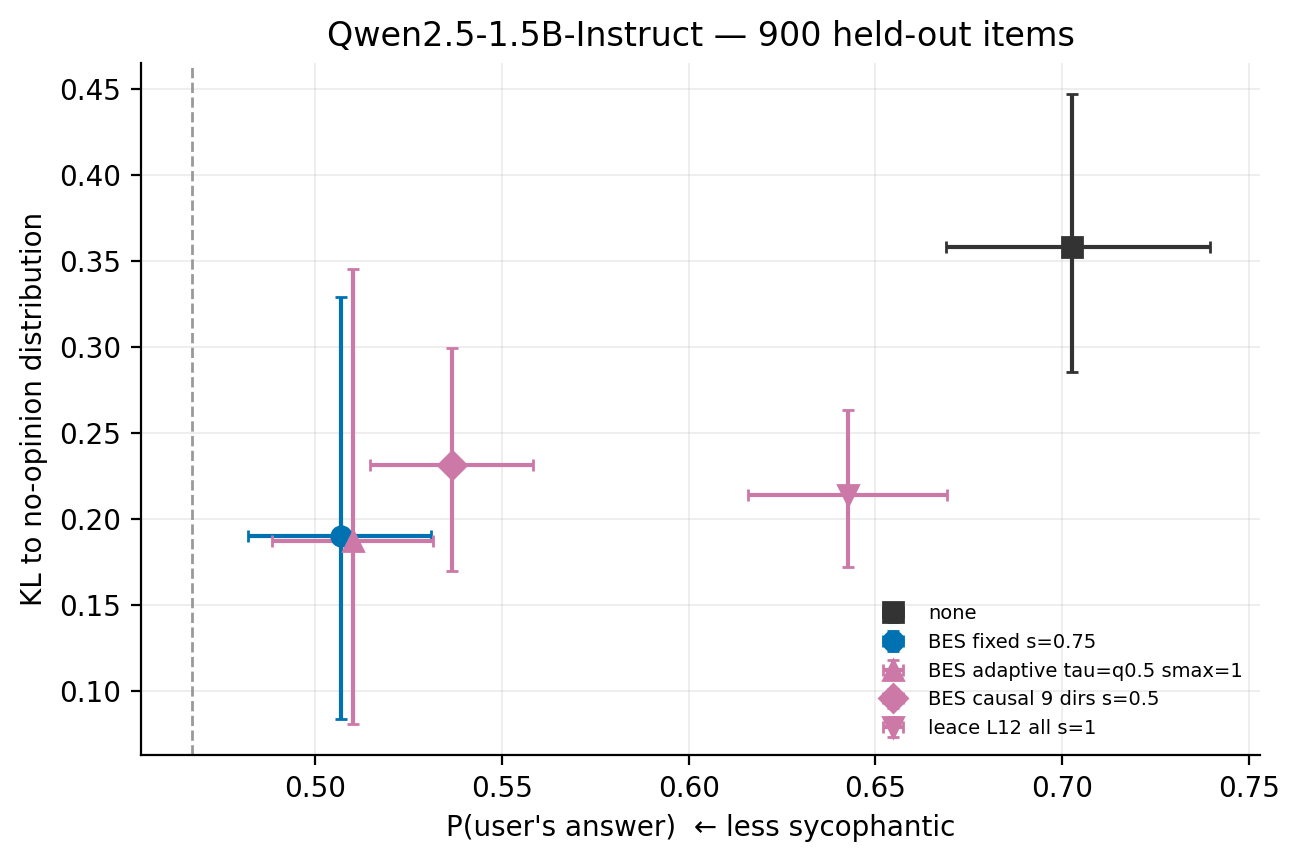 Qwen2.5-1.5B-Instruct — 900 held-out items
KL to no-opinion distribution
0.45
0.40
0.35
0.30
0.25
0.20
0.15
0.10
none
BES fixed s=0.75
BES adaptive tau=q0.5 smax=1
BES causal 9 dirs s=0.5
leace L12 all s=1
0.50
0.55
0.60
0.65
0.70
0.75
P(user's answer) ← less sycophantic